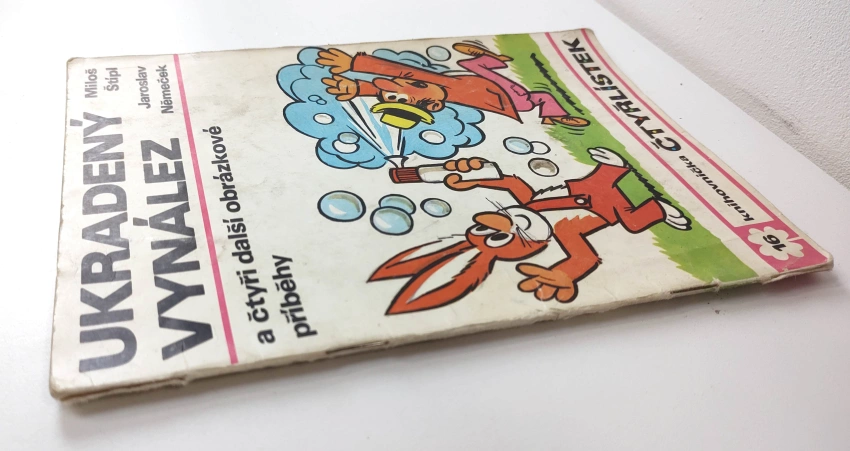 UKRADENÝ
VYNÁLEZ
Miloš
Štípl
Jaroslav
Němeček
a čtyři další obrázkové
příběhy
16
knihovnička ČTYŘLÍSTEK